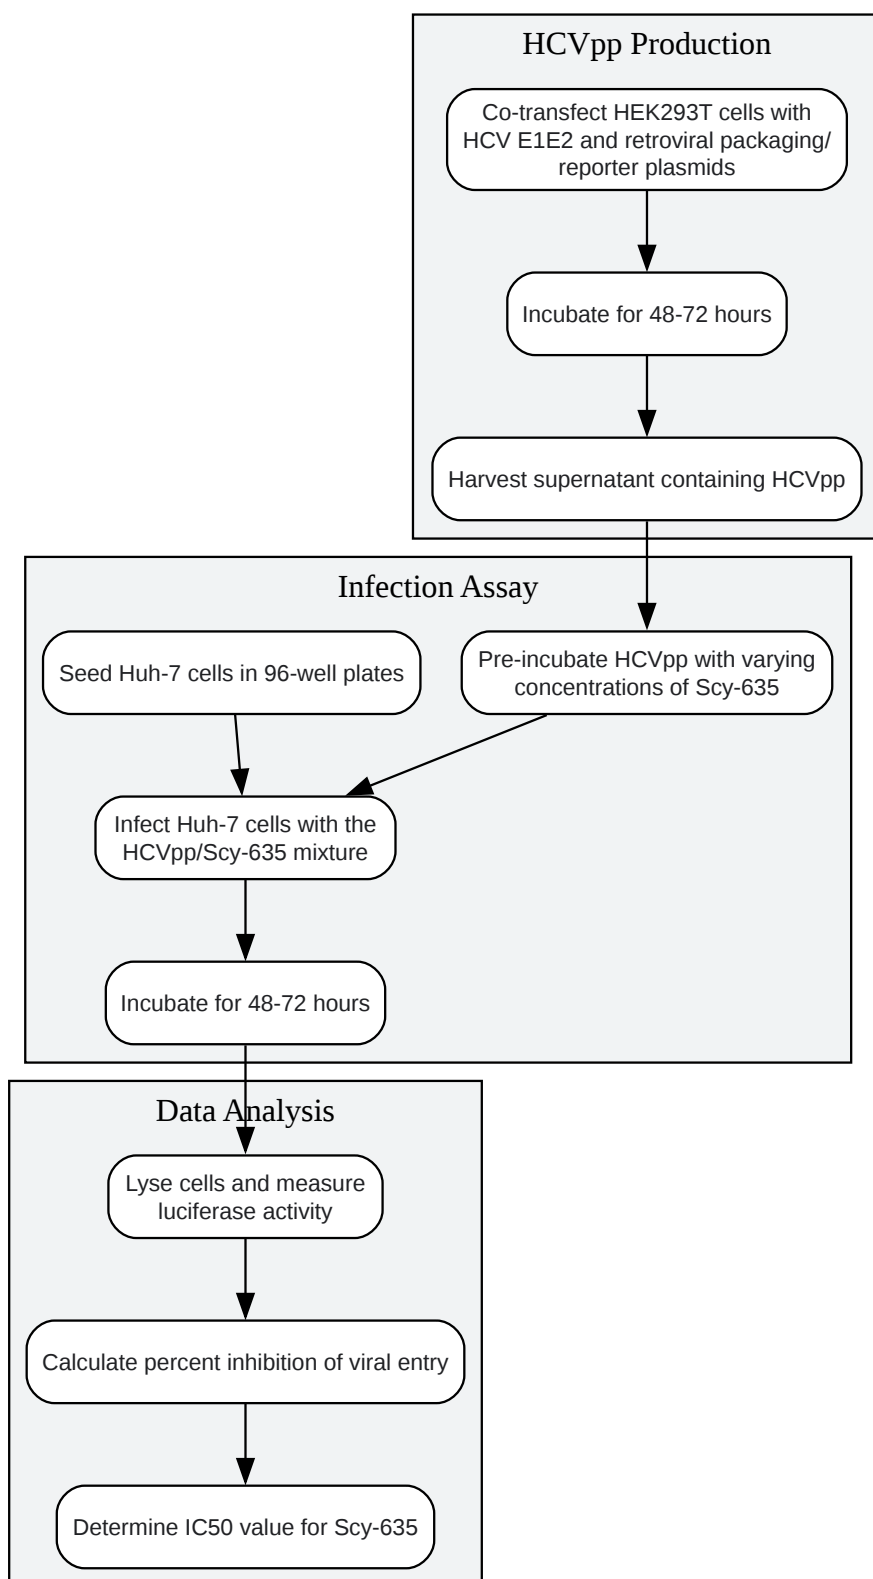 HCVpp Production
Co-transfect HEK293T cells with
HCV E1E2 and retroviral packaging/
reporter plasmids
Incubate for 48-72 hours
Harvest supernatant containing HCVpp
Infection Assay
Seed Huh-7 cells in 96-well plates
Pre-incubate HCVpp with varying
concentrations of Scy-635
Infect Huh-7 cells with the
HCVpp/Scy-635 mixture
Incubate for 48-72 hours
Data Analysis
Lyse cells and measure
luciferase activity
Calculate percent inhibition of viral entry
Determine IC50 value for Scy-635